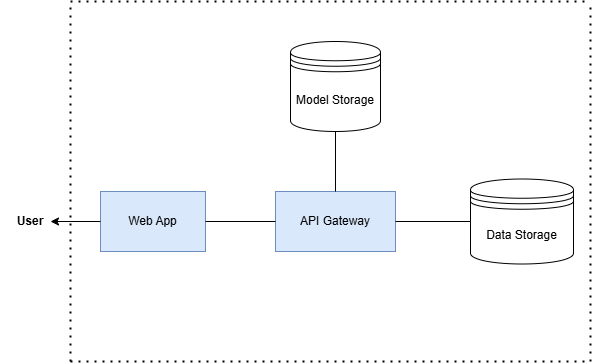 Model Storage
User
Web App
API Gateway
Data Storage